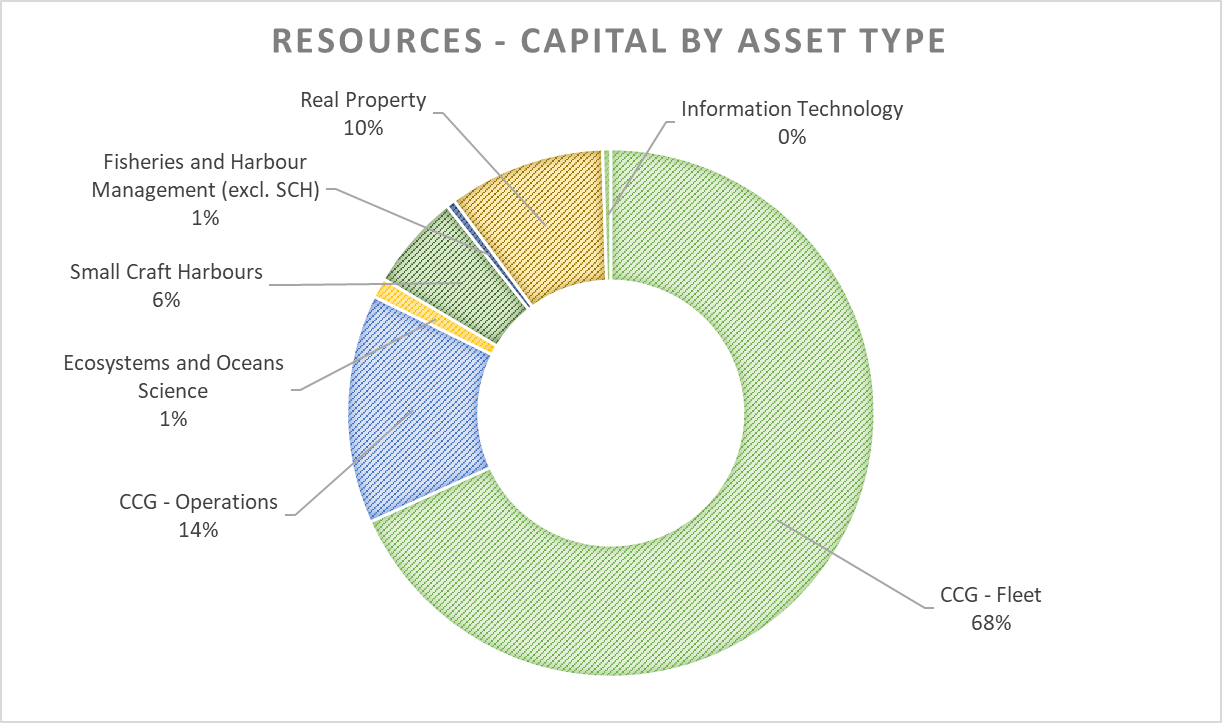 RESOURCES - CAPITAL BY ASSET TYPE
Real Property
10%
Information Technology
0%
Fisheries and Harbour
Management (excl. SCH)
1%
Small Craft Harbours
6%
Ecosystems and Oceans
Science
1%
CCG - Operations
14%
CCG - Fleet
68%